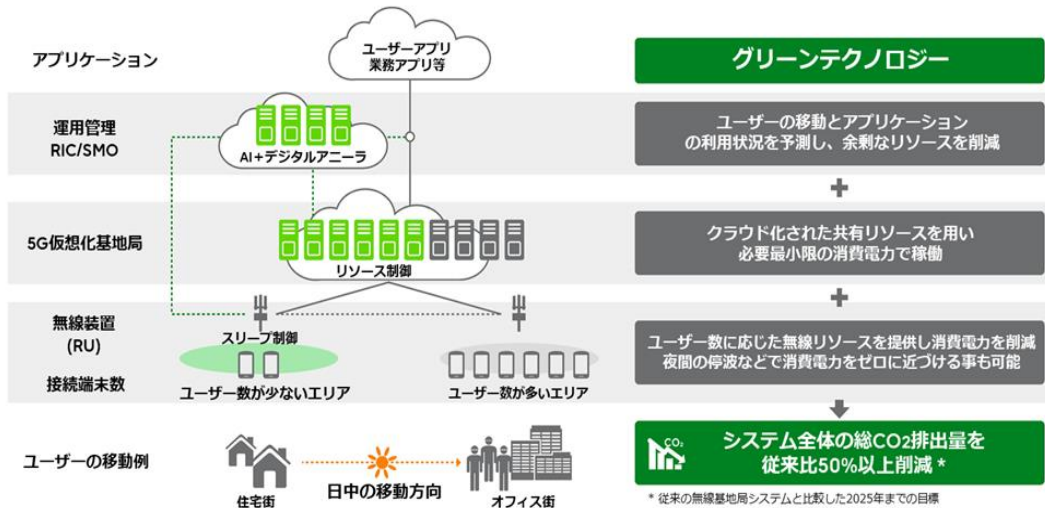 アプリケーション
ユーザーアプリ
業務アプリ等
グリーンテクノロジー
運用管理
RIC/SMO
AI+デジタルアニーラ
ユーザーの移動とアプリケーション
の利用状況を予測し、余剰なリソースを削減
+
5G仮想化基地局
リソース制御
クラウド化された共有リソースを用い
必要最小限の消費電力で稼働
+
無線装置
(RU)
スリープ制御
接続端末数
ユーザー数が少ないエリア
ユーザー数が多いエリア
ユーザー数に応じた無線リソースを提供し消費電力を削減
夜間の停波などで消費電力をゼロに近づける事も可能
ユーザーの移動例
住宅街
日中の移動方向
オフィス街
CO₂
システム全体の総CO₂排出量を
従来比50%以上削減 *
* 従来の無線基地局システムと比較した2025年までの目標